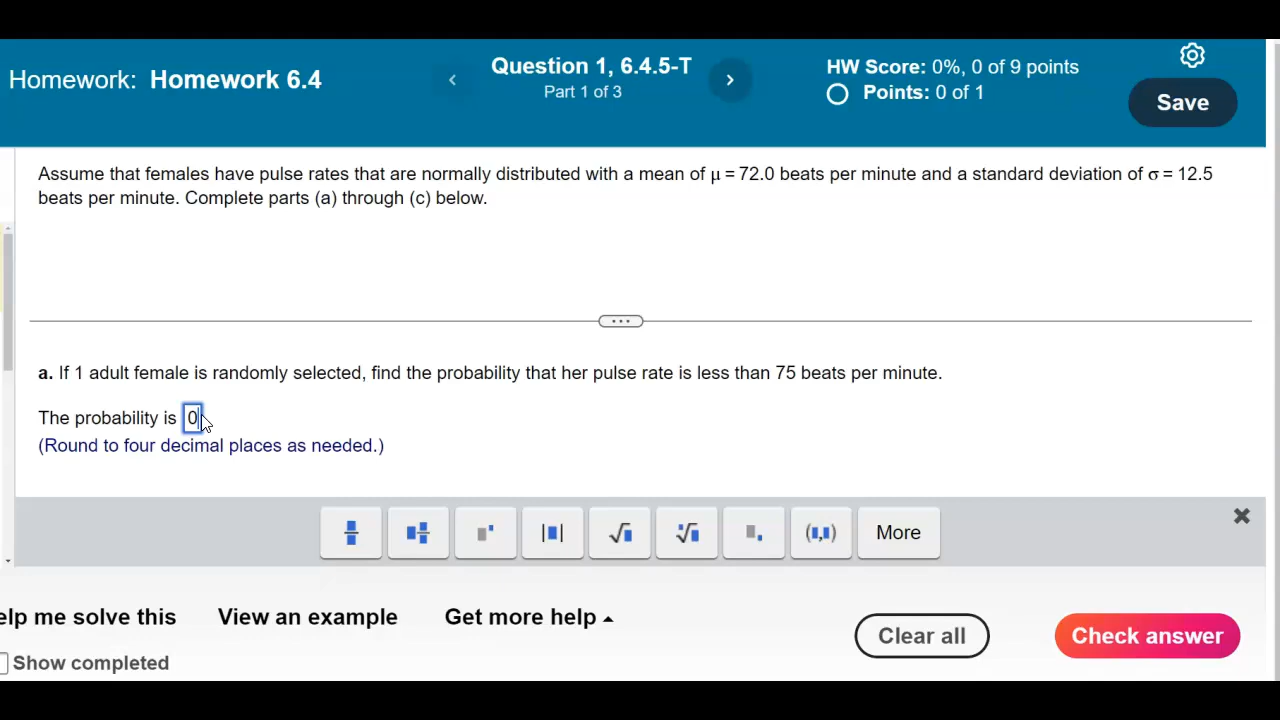 Homework: Homework 6.4
Question 1, 6.4.5-T
Part 1 of 3
HW Score: 0%, 0 of 9 points
Points: 0 of 1
Save
Assume that females have pulse rates that are normally distributed with a mean of μ = 72.0 beats per minute and a standard deviation of σ = 12.5
beats per minute. Complete parts (a) through (c) below.
a. If 1 adult female is randomly selected, find the probability that her pulse rate is less than 75 beats per minute.
The probability is 0
(Round to four decimal places as needed.)
More
elp me solve this
View an example
Get more help
Clear all
Check answer
Show completed